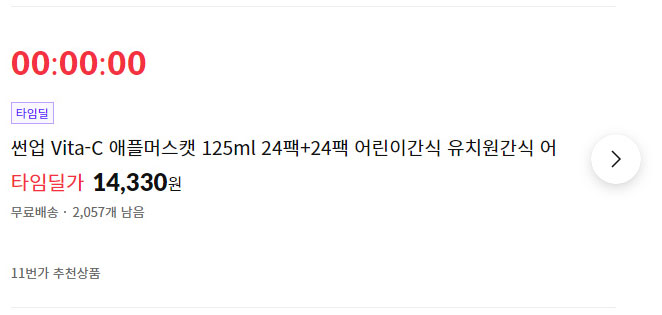 00:00:00
타임딜
썬업 Vita-C 애플머스캣 125ml 24팩+24팩 어린이간식 유치원간식 어
타임딜가 14,330원
무료배송 · 2,057개 남음
11번가 추천상품